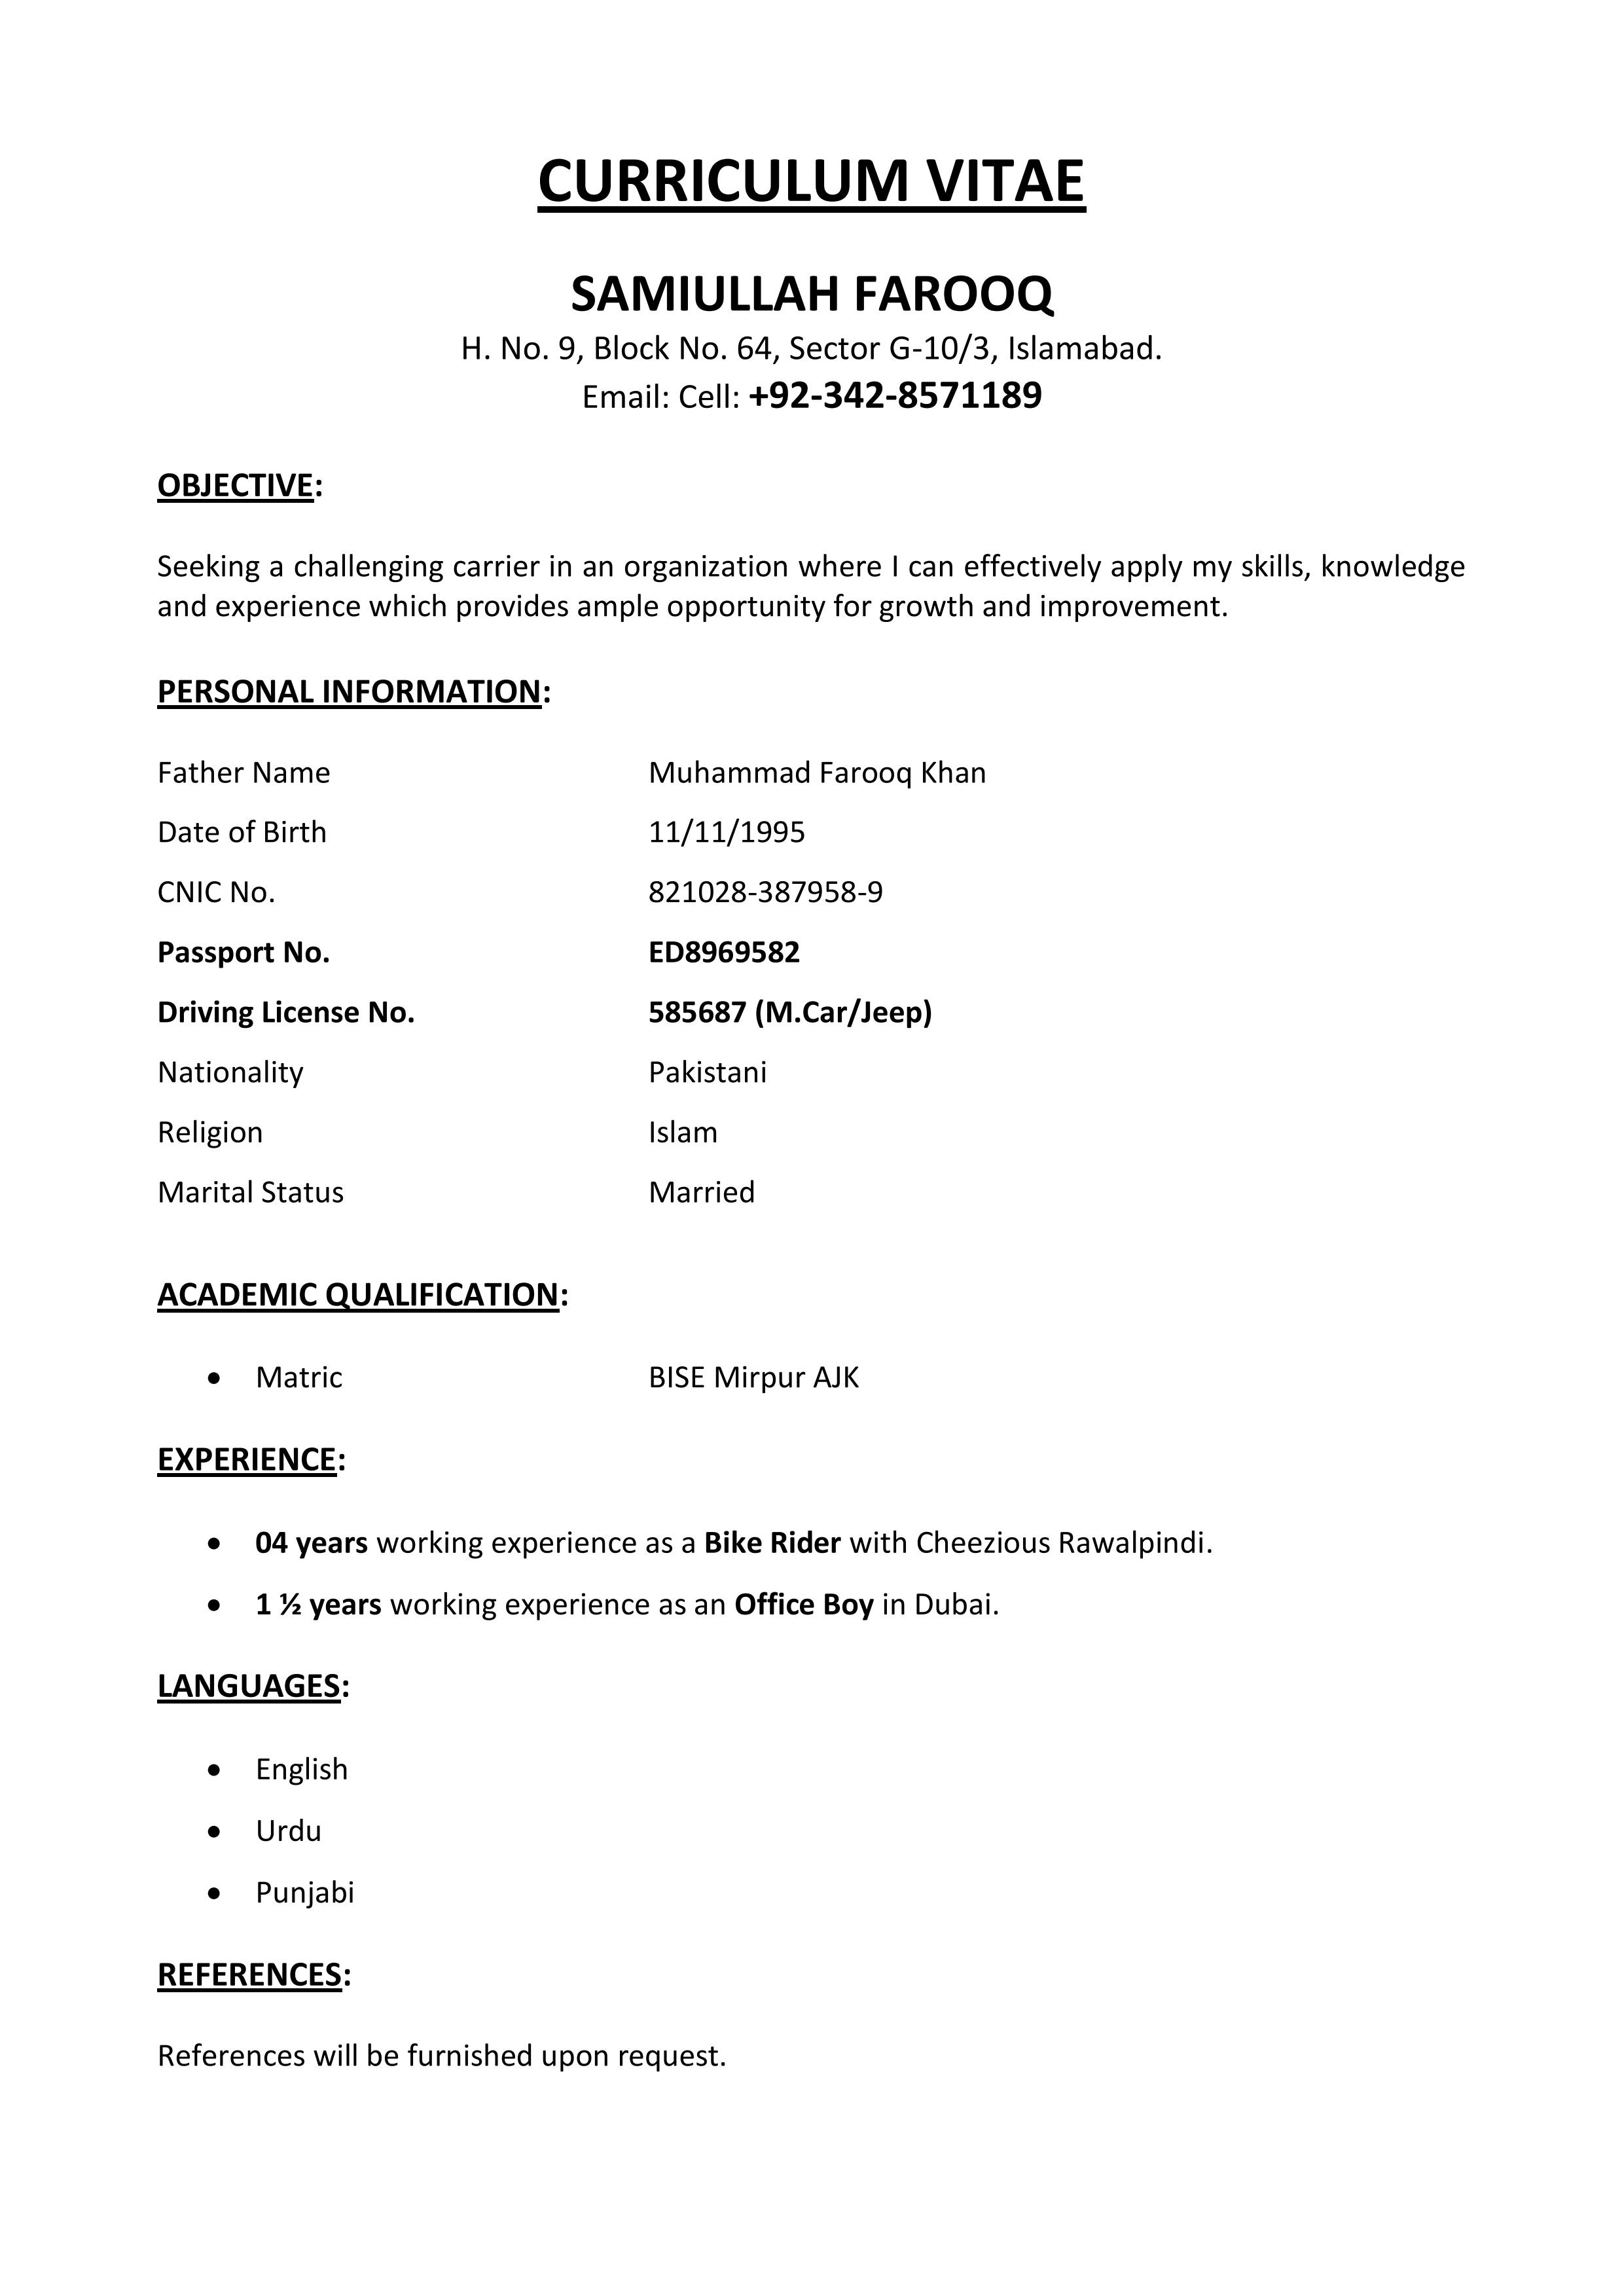 CURRICULUM VITAE
SAMIULLAH FAROOQ
H. No. 9, Block No. 64, Sector G-10/3, Islamabad.
Email: Cell: +92-342-8571189
OBJECTIVE:
Seeking a challenging carrier in an organization where I can effectively apply my skills, knowledge
and experience which provides ample opportunity for growth and improvement.
PERSONAL INFORMATION:
Father Name Muhammad Farooq Khan
Date of Birth 11/11/1995
CNIC No. 821028-387958-9
Passport No. ED8969582
Driving License No. 585687 (M.Car/Jeep)
Nationality Pakistani
Religion Islam
Marital Status Married
ACADEMIC QUALIFICATION:
• Matric BISE Mirpur AJK
EXPERIENCE:
• 04 years working experience as a Bike Rider with Cheezious Rawalpindi.
• 1 ½ years working experience as an Office Boy in Dubai.
LANGUAGES:
• English
• Urdu
• Punjabi
REFERENCES:
References will be furnished upon request.